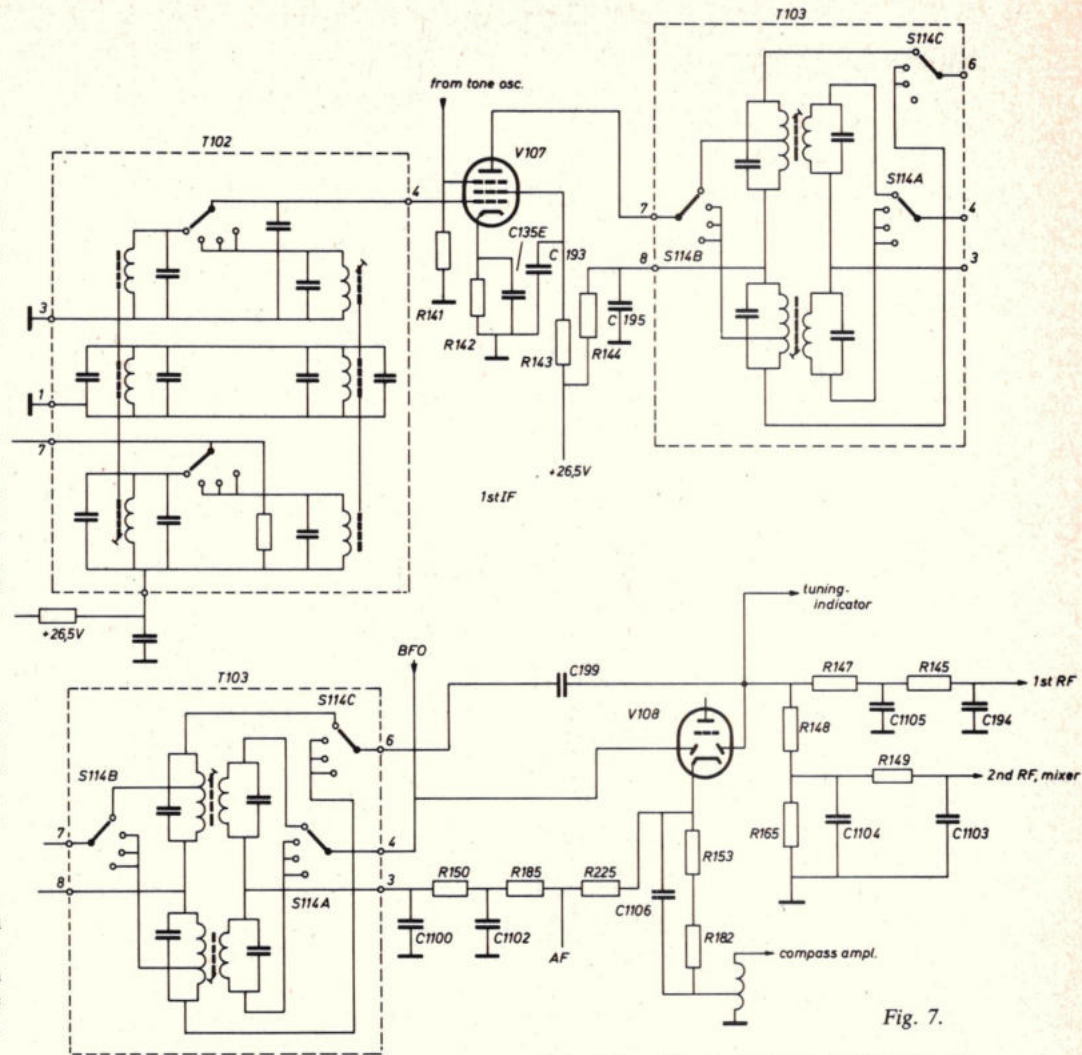 T103
S114C
6
from tone osc.
T102
V107
4
7
S114A
4
C135E
C193
S114B
8
3
3
R141
R142
C195
R143
R144
1
7
+26,5V
1st IF
+26,5V
tuning-
indicator
BFO
T103
C199
R147
R145
1st RF
S114C
V108
6
R148
C1105
C194
S114B
R149
2nd RF, mixer
7
4
R165
C1104
C1103
8
3
R150
R185
R225
R153
S114A
C1100
C1102
C1106
R182
AF
compass ampl.
Fig. 7.